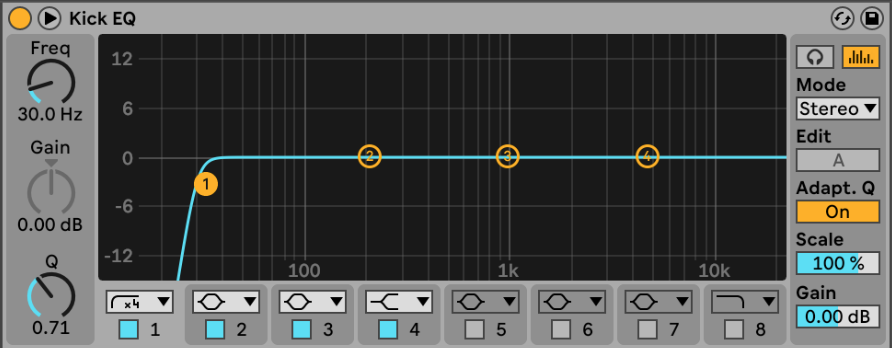 Kick EQ
Freq
30.0 Hz
Gain
0.00 dB
Q
0.71
12
6
0
-6
-12
100
1k
10k
1
2
3
4
Mode
Stereo
Edit
A
Adapt. Q
On
Scale
100 %
Gain
0.00 dB
x4
1
2
3
4
5
6
7
8